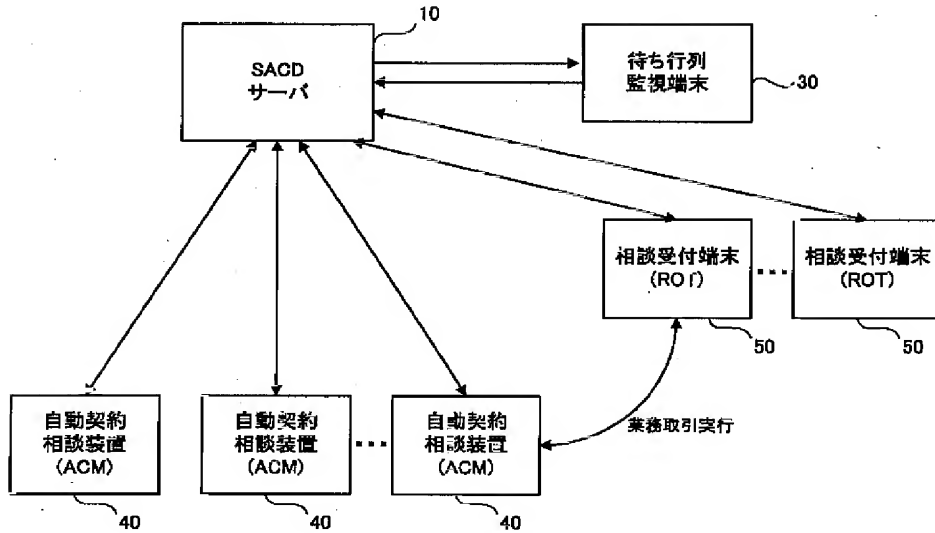 10
SACD
サーバ
待ち行列
監視端末
30
相談受付端末
(ROT)
相談受付端末
(ROT)
50
50
自動契約
相談装置
(ACM)
自動契約
相談装置
(ACM)
自動契約
相談装置
(ACM)
業務取引実行
40
40
40